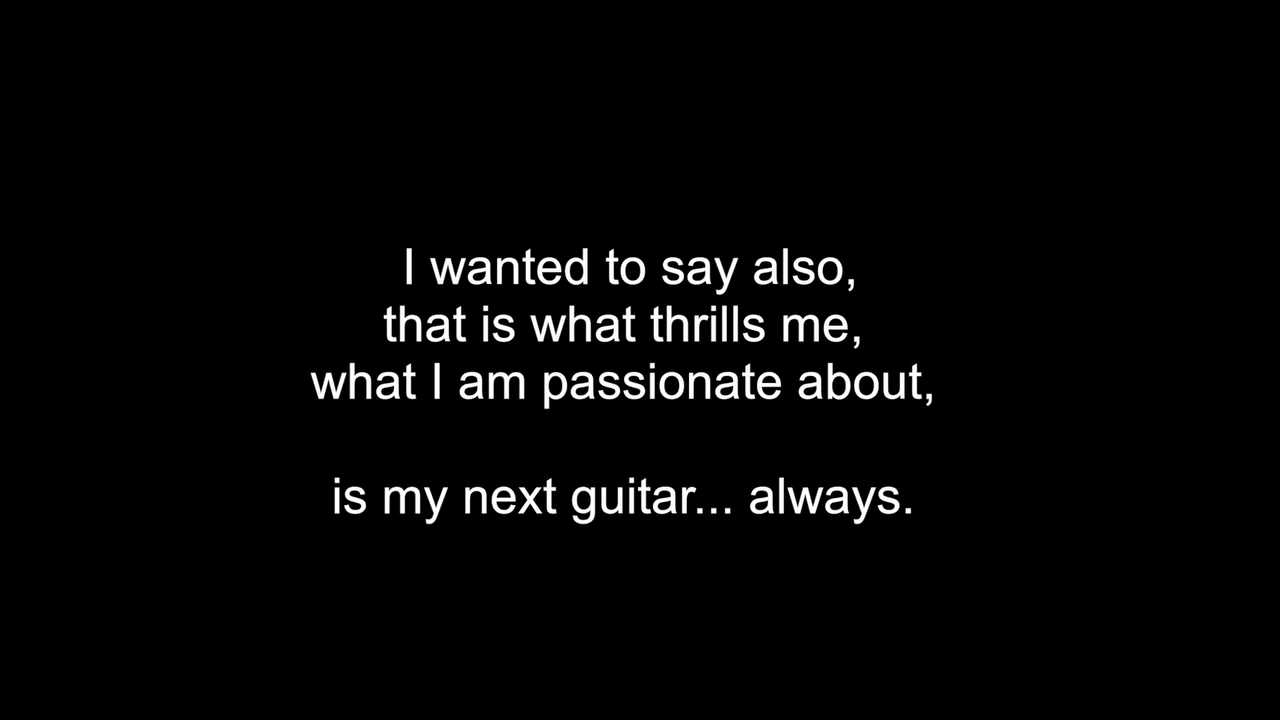 I wanted to say also,
that is what thrills me,
what I am passionate about,
is my next guitar... always.